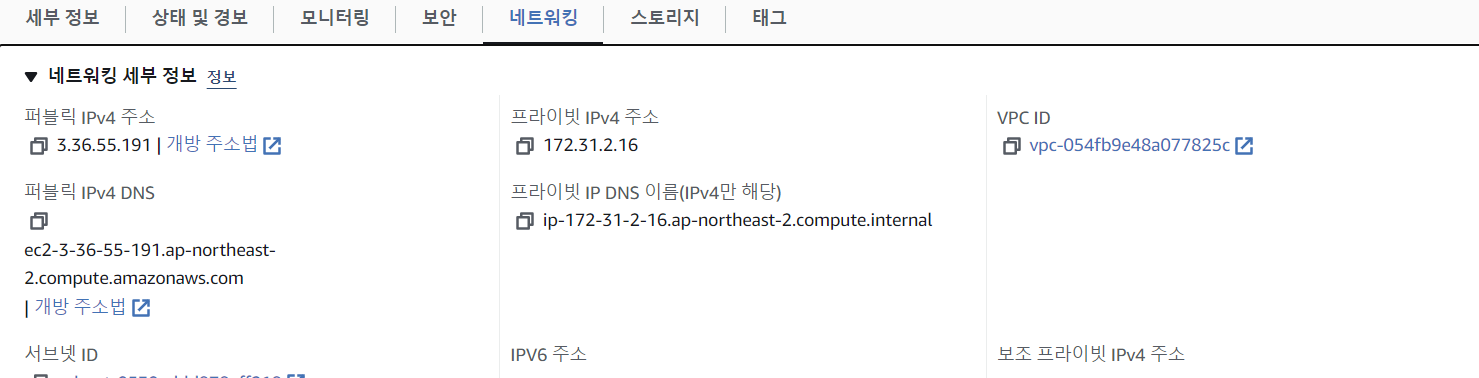 세부 정보 상태 및 경보 모니터링 보안 네트워킹 스토리지 태그
▼ 네트워킹 세부 정보 정보
퍼블릭 IPv4 주소
3.36.55.191 | 개방 주소법
프라이빗 IPv4 주소
172.31.2.16
VPC ID
vpc-054fb9e48a077825c
퍼블릭 IPv4 DNS
ec2-3-36-55-191.ap-northeast-
2.compute.amazonaws.com
| 개방 주소법
프라이빗 IP DNS 이름(IPv4만 해당)
ip-172-31-2-16.ap-northeast-2.compute.internal
서브넷 ID
IPV6 주소
보조 프라이빗 IPv4 주소